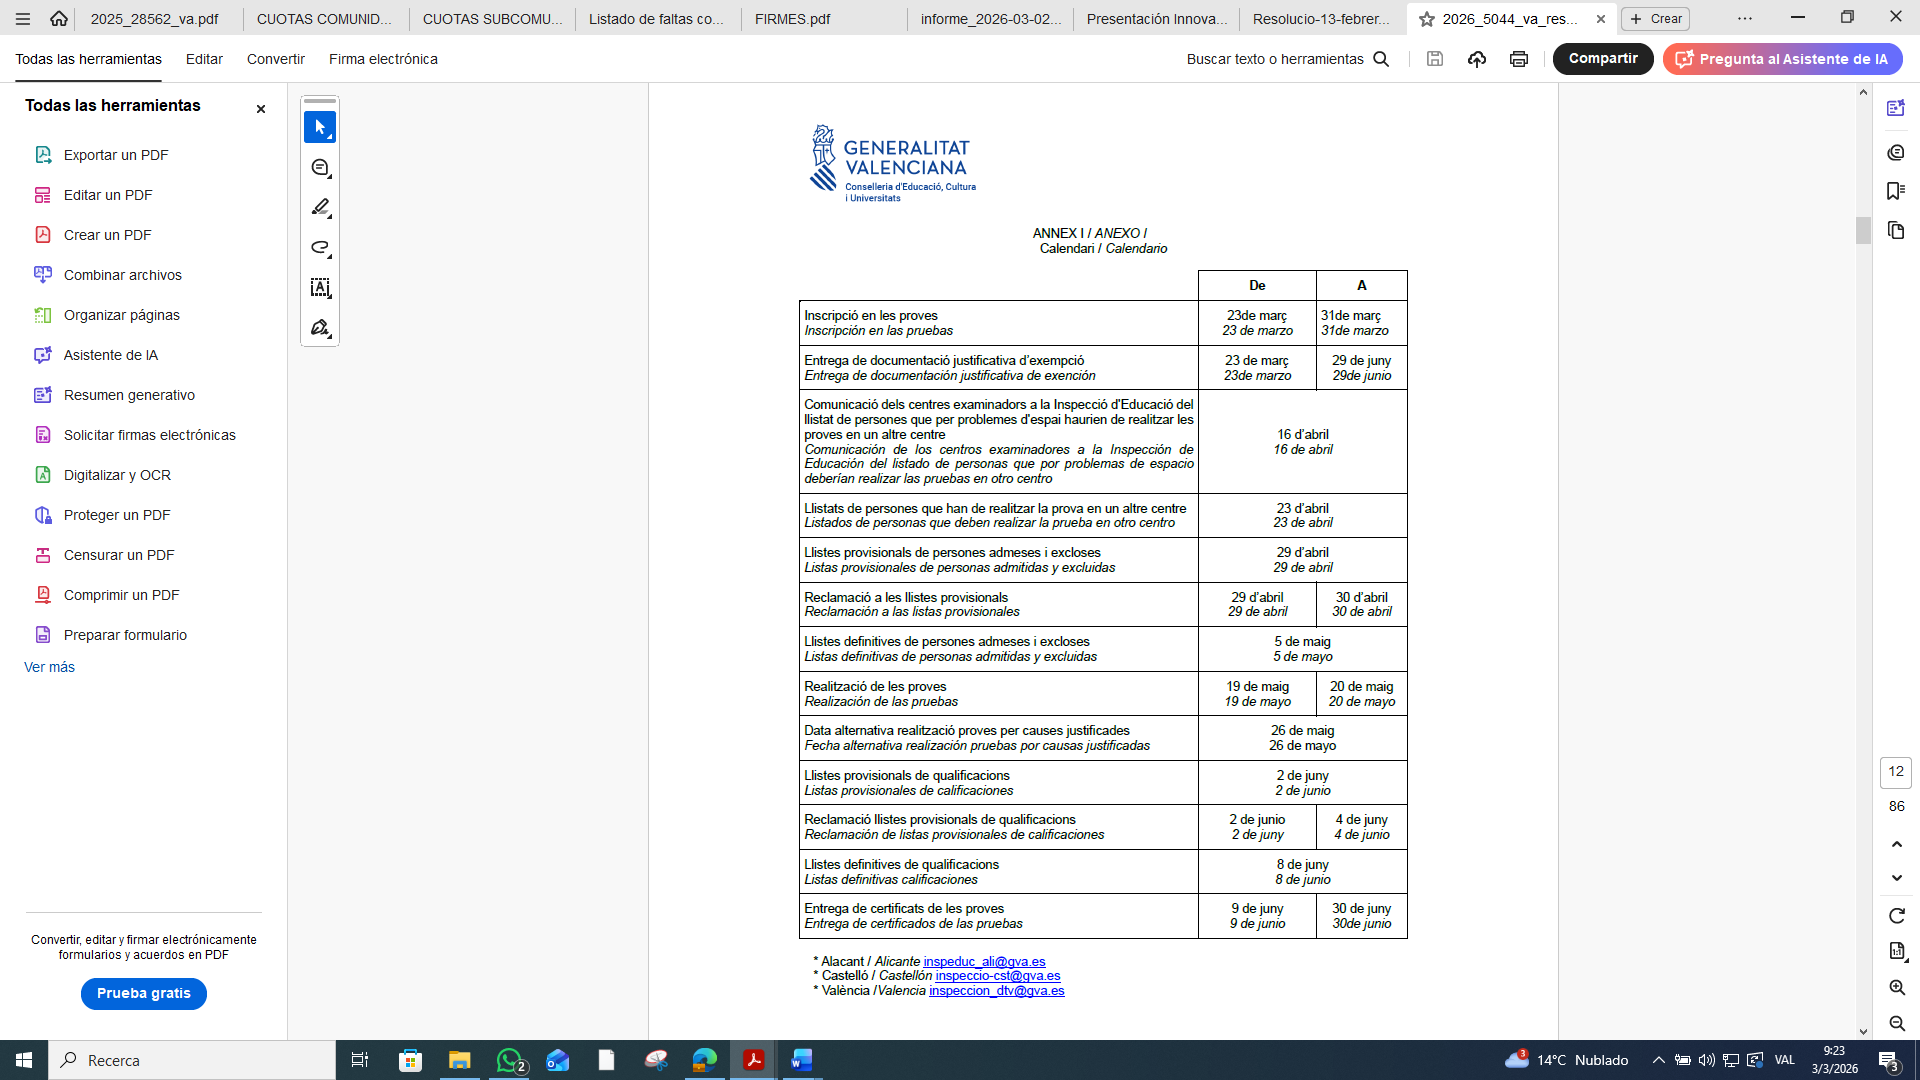 2025_28562_va.pdf
CUOTAS COMUNID...
CUOTAS SUBCOMU...
Listado de faltas co...
FIRMES.pdf
informe_2026-03-02...
Presentación Innova...
Resolucio-13-febrer...
2026_5044_va_res...
Crear
Todas las herramientas
Editar
Convertir
Firma electrónica
Buscar texto o herramientas
Compartir
Pregunta al Asistente de IA
Todas las herramientas
Exportar un PDF
Editar un PDF
Crear un PDF
Combinar archivos
Organizar páginas
Asistente de IA
Resumen generativo
Solicitar firmas electrónicas
Digitalizar y OCR
Proteger un PDF
Censurar un PDF
Comprimir un PDF
Preparar formulario
Ver más
Convertir, editar y firmar electrónicamente
formularios y acuerdos en PDF
Prueba gratis
GENERALITAT
VALENCIANA
Conselleria d'Educació, Cultura
i Universitats
ANNEX I / ANEXO I
Calendari / Calendario
De A
Inscripció en les proves 23de març 31de març
Inscripción en las pruebas 23 de marzo 31de marzo
Entrega de documentació justificativa d'exempció 23 de març 29 de juny
Entrega de documentación justificativa de exención 23de marzo 29de junio
Comunicació dels centres examinadors a la Inspecció d'Educació del
llistat de persones que per problemes d'espai haurien de realitzar les
proves en un altre centre 16 d'abril
Comunicación de los centros examinadores a la Inspección de 16 de abril
Educación del listado de personas que por problemas de espacio
deberían realizar las pruebas en otro centro
Llistats de persones que han de realitzar la prova en un altre centre 23 d'abril
Listados de personas que deben realizar la prueba en otro centro 23 de abril
Llistes provisionals de persones admeses i excloses 29 d'abril
Listas provisionales de personas admitidas y excluidas 29 de abril
Reclamació a les llistes provisionals 29 d'abril 30 d'abril
Reclamación a las listas provisionales 29 de abril 30 de abril
Llistes definitives de persones admeses i excloses 5 de maig
Listas definitivas de personas admitidas y excluidas 5 de mayo
Realització de les proves 19 de maig 20 de maig
Realización de las pruebas 19 de mayo 20 de mayo
Data alternativa realització proves per causes justificades 26 de maig
Fecha alternativa realización pruebas por causas justificadas 26 de mayo
Llistes provisionals de qualificacions 2 de juny
Listas provisionales de calificaciones 2 de junio
Reclamació llistes provisionals de qualificacions 2 de junio 4 de juny
Reclamación de listas provisionales de calificaciones 2 de juny 4 de junio
Llistes definitives de qualificacions 8 de juny
Listas definitivas calificaciones 8 de junio
Entrega de certificats de les proves 9 de juny 30 de juny
Entrega de certificados de las pruebas 9 de junio 30de junio
* Alacant / Alicante inspeduc_ali@gva.es
* Castelló / Castellón inspeccio-cst@gva.es
* València /Valencia inspeccion_dtv@gva.es
12
86
Recerca
2
3
14°C Nublado
VAL
9:23
3/3/2026
3